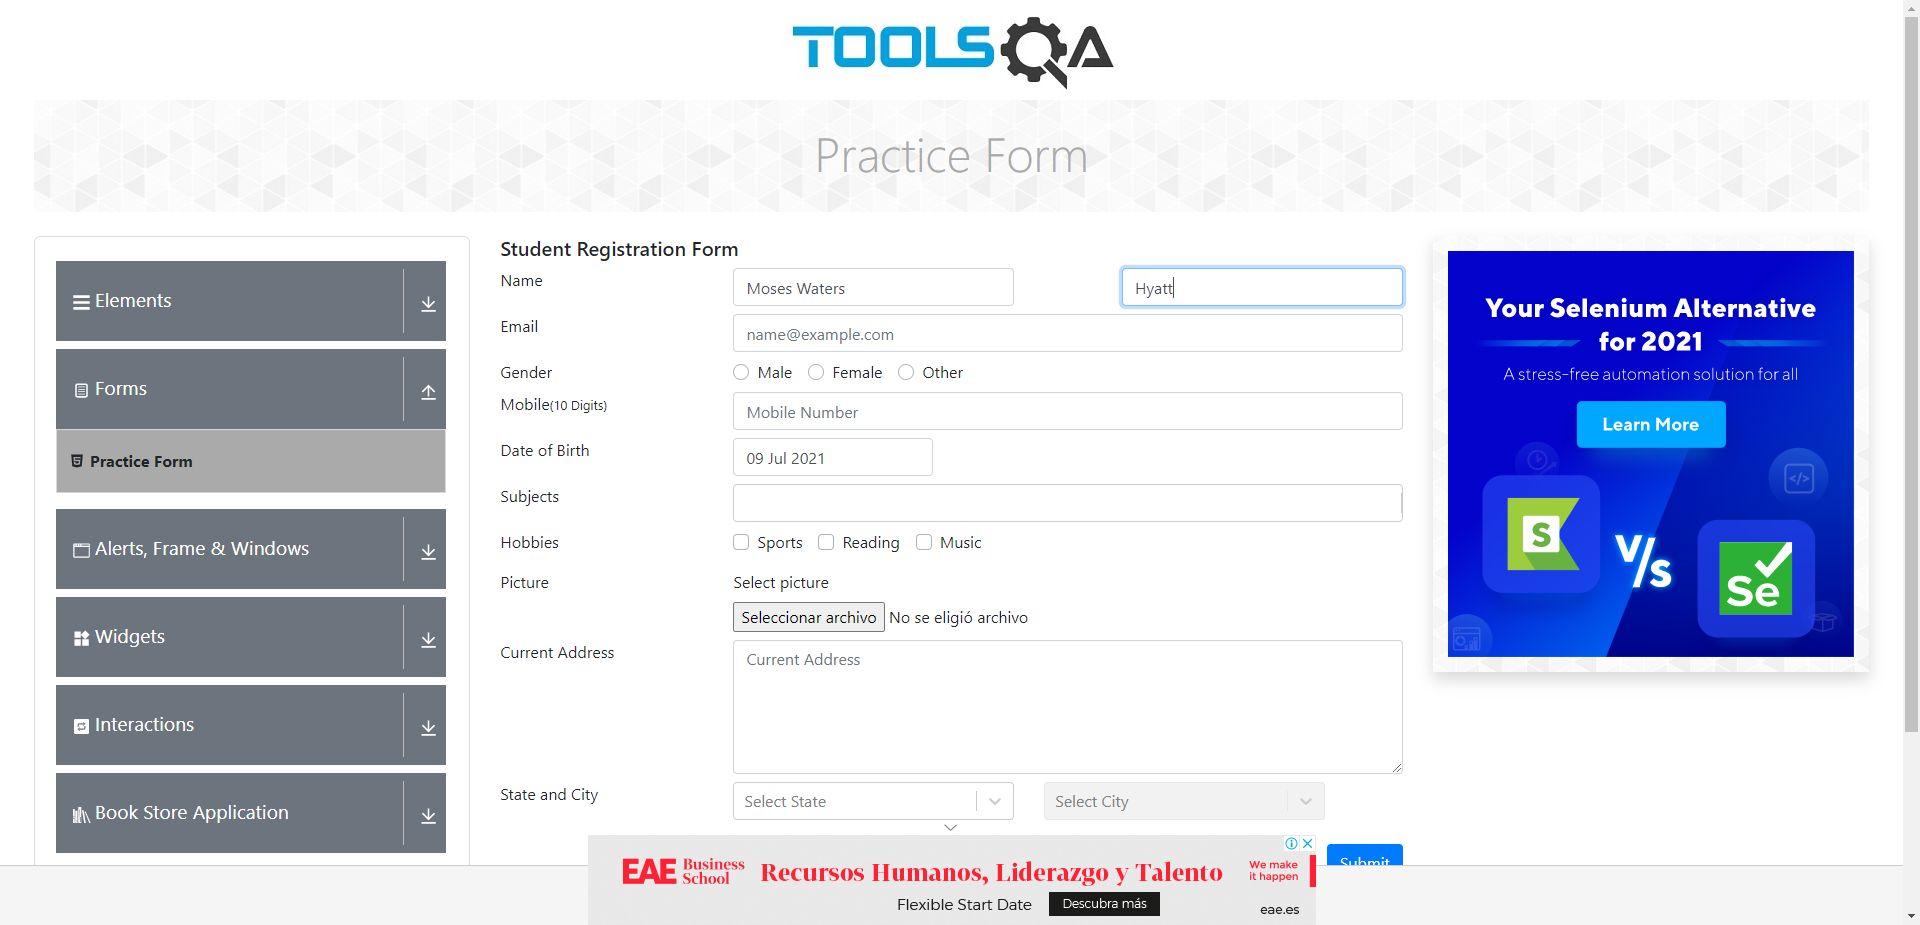 TOOLSQA
Practice Form
Elements
Forms
Practice Form
Alerts, Frame & Windows
Widgets
Interactions
Book Store Application
Student Registration Form
Name
Moses Waters
Hyatt
Email
name@example.com
Gender
Male
Female
Other
Mobile(10 Digits)
Mobile Number
Date of Birth
09 Jul 2021
Subjects
Hobbies
Sports
Reading
Music
Picture
Select picture
Seleccionar archivo No se eligió archivo
Current Address
Current Address
State and City
Select State
Select City
Submit
Your Selenium Alternative
for 2021
A stress-free automation solution for all
Learn More
S
V/S
Se
EAE Business
School
Recursos Humanos, Liderazgo y Talento
Flexible Start Date
Descubra más
We make
it happen
eae.es